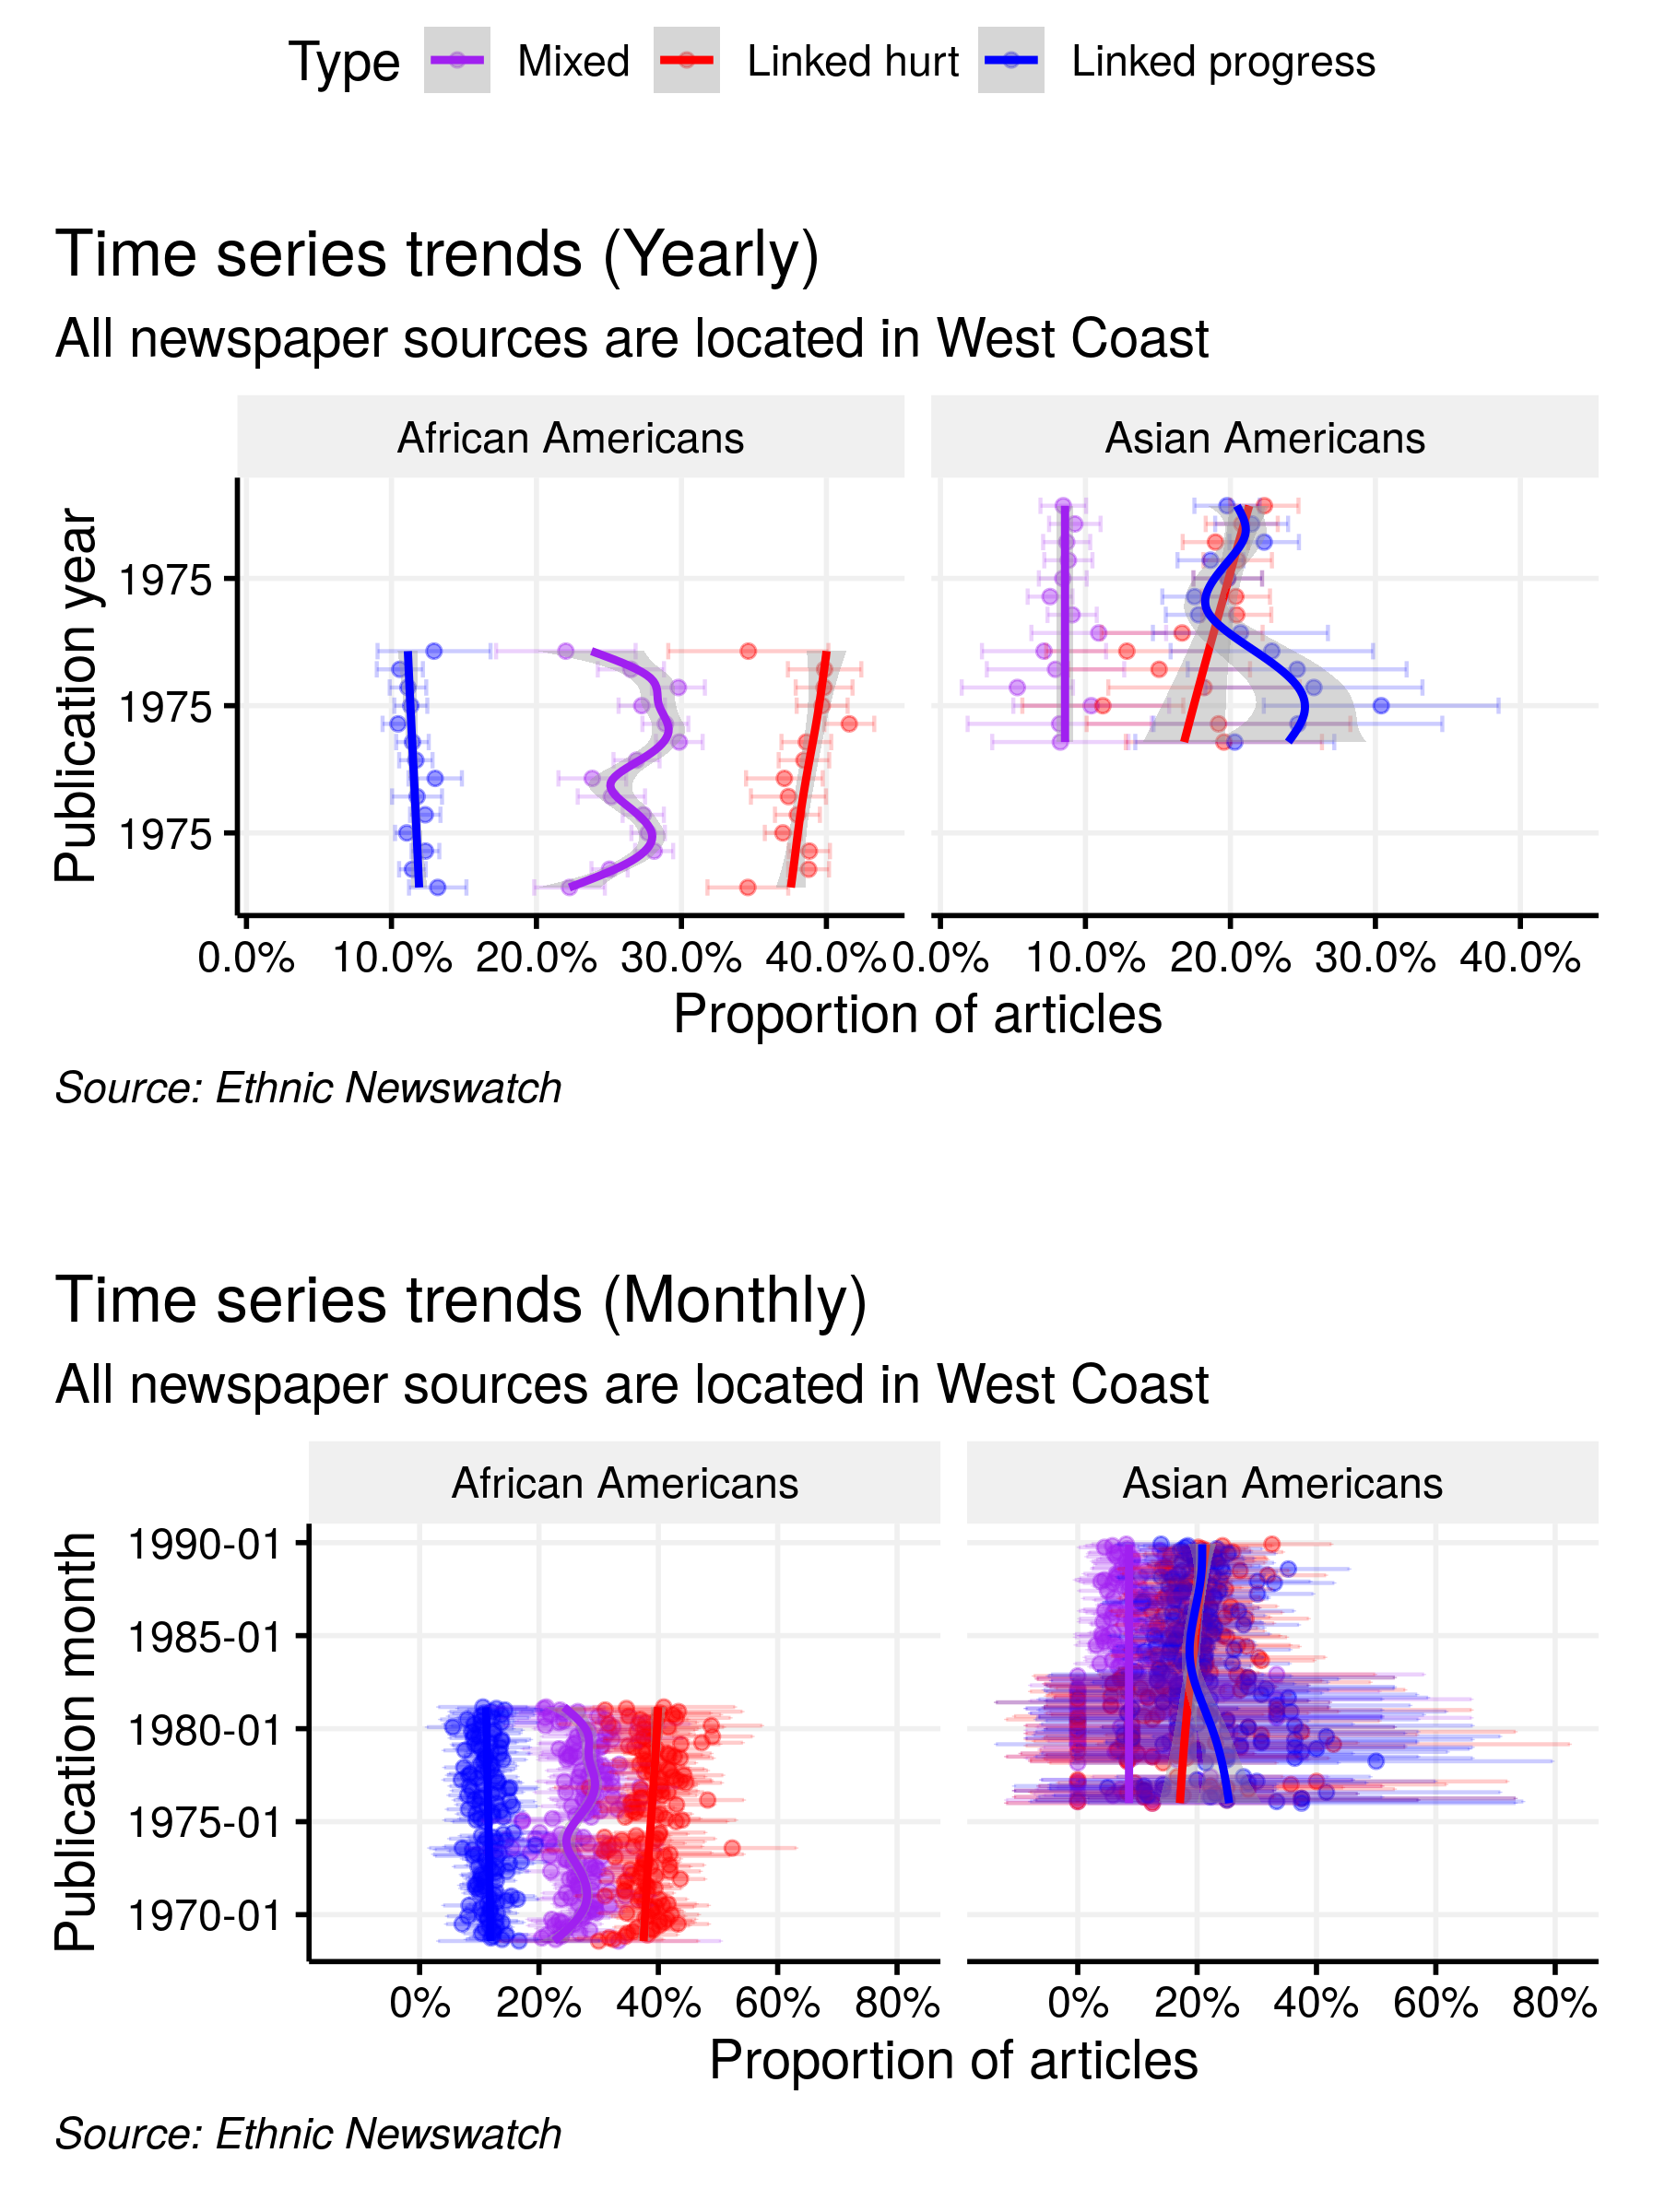 Type Mixed Linked hurt Linked progress
Time series trends (Yearly)
All newspaper sources are located in West Coast
African Americans Asian Americans
Publication year
1975
1975
1975
0.0% 10.0% 20.0% 30.0% 40.0% 0.0% 10.0% 20.0% 30.0% 40.0%
Proportion of articles
Source: Ethnic Newswatch
Time series trends (Monthly)
All newspaper sources are located in West Coast
African Americans Asian Americans
Publication month
1990-01
1985-01
1980-01
1975-01
1970-01
0% 20% 40% 60% 80% 0% 20% 40% 60% 80%
Proportion of articles
Source: Ethnic Newswatch